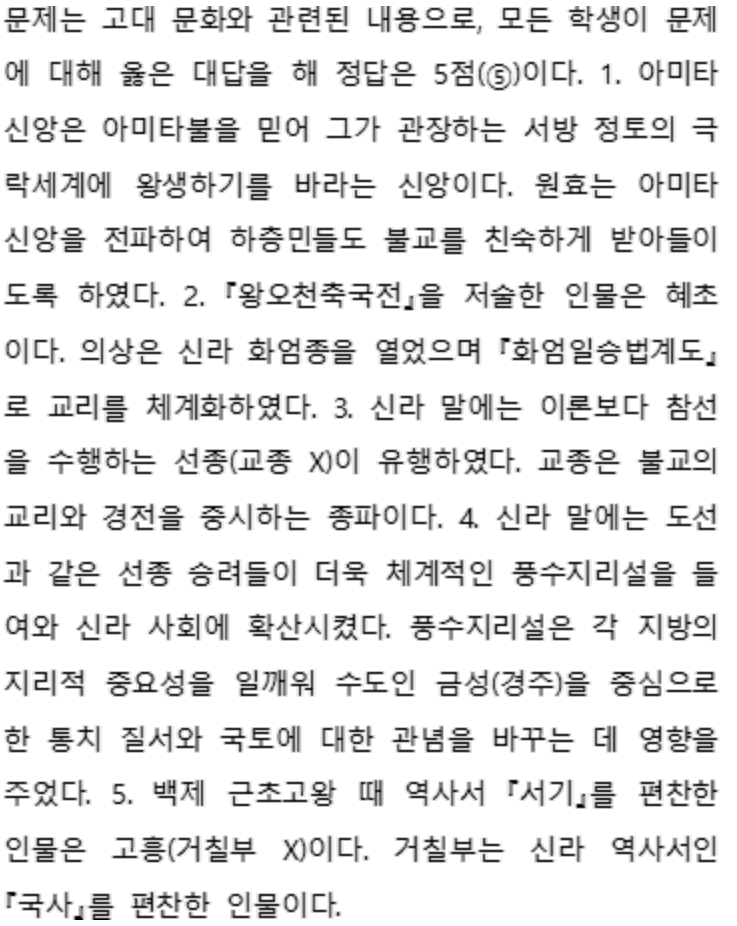 문제는 고대 문화와 관련된 내용으로, 모든 학생이 문제
에 대해 옳은 대답을 해 정답은 5점(⑤)이다. 1. 아미타
신앙은 아미타불을 믿어 그가 관장하는 서방 정토의 극
락세계에 왕생하기를 바라는 신앙이다. 원효는 아미타
신앙을 전파하여 하층민들도 불교를 친숙하게 받아들이
도록 하였다. 2. 『왕오천축국전』을 저술한 인물은 혜초
이다. 의상은 신라 화엄종을 열었으며 『화엄일승법계도』
로 교리를 체계화하였다. 3. 신라 말에는 이론보다 참선
을 수행하는 선종(교종 X)이 유행하였다. 교종은 불교의
교리와 경전을 중시하는 종파이다. 4. 신라 말에는 도선
과 같은 선종 승려들이 더욱 체계적인 풍수지리설을 들
여와 신라 사회에 확산시켰다. 풍수지리설은 각 지방의
지리적 중요성을 일깨워 수도인 금성(경주)을 중심으로
한 통치 질서와 국토에 대한 관념을 바꾸는 데 영향을
주었다. 5. 백제 근초고왕 때 역사서 『서기』를 편찬한
인물은 고흥(거칠부 X)이다. 거칠부는 신라 역사서인
『국사』를 편찬한 인물이다.